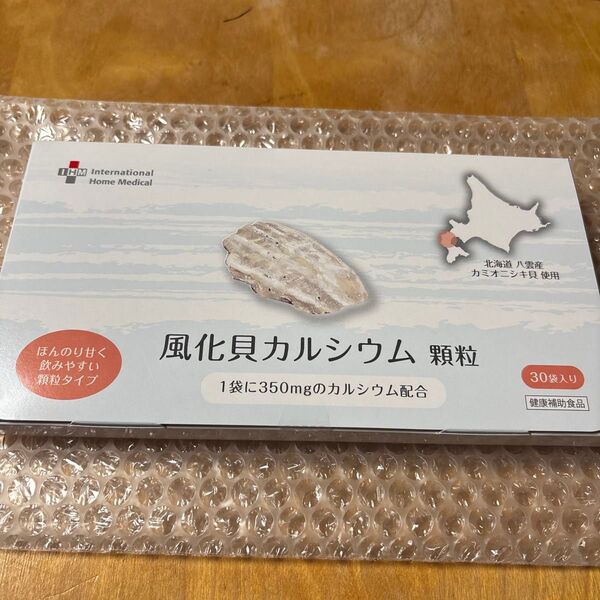 IHM International
Home Medical
北海道 八雲産
カミオニシキ貝 使用
ほんのり甘く
飲みやすい
顆粒タイプ
風化貝カルシウム 顆粒
1袋に350mgのカルシウム配合
30袋入り
健康補助食品